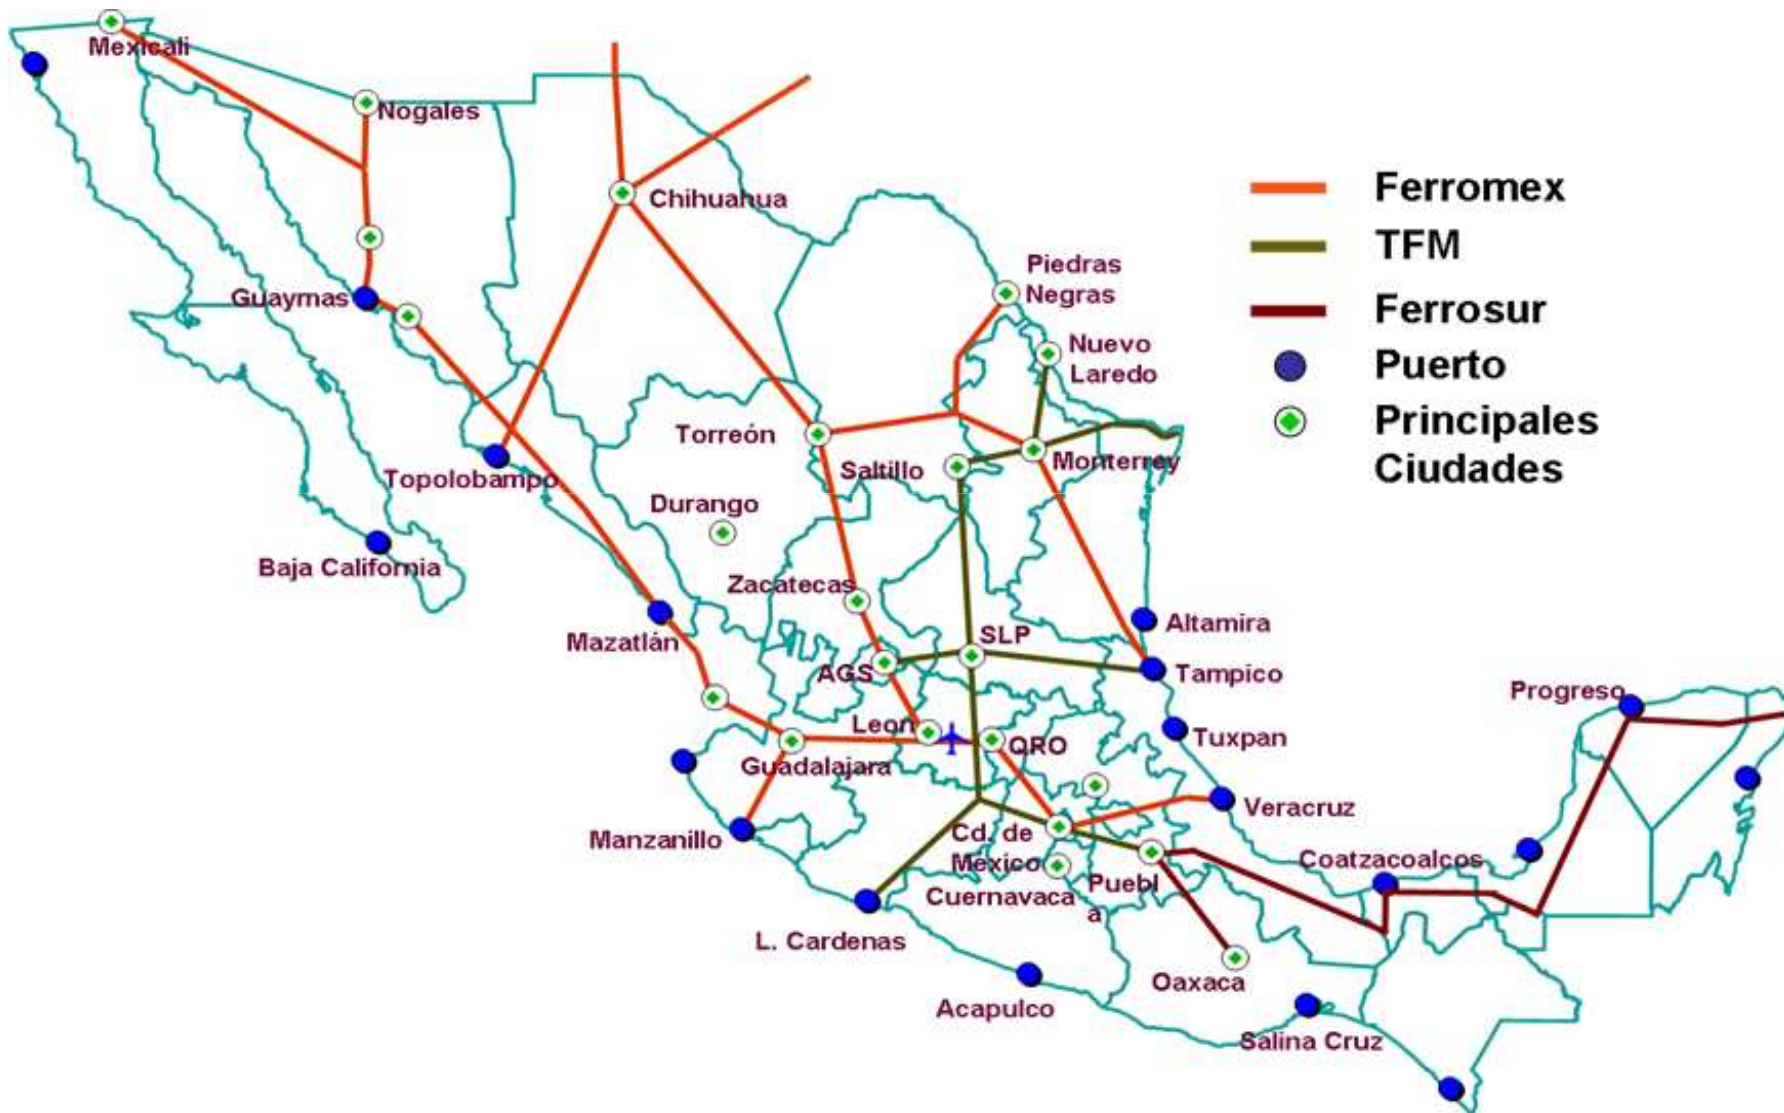 Mexicali
Nogales
Chihuahua
Ferromex
TFM
Piedras
Negras
Guaymas
Ferrosur
Nuevo
Laredo
Puerto
Principales
Ciudades
Torreón
Saltillo
Monterrey
Topolobampo
Durango
Baja California
Zacatecas
Altamira
Mazatlán
SLP
AGS
Tampico
Progreso
Leon
QRO
Tuxpan
Guadalajara
Veracruz
Manzanillo
Cd. de
Mexico
Coatzacoalcos
Cuernavaca
Puebl
a
L. Cardenas
Oaxaca
Acapulco
Salina Cruz